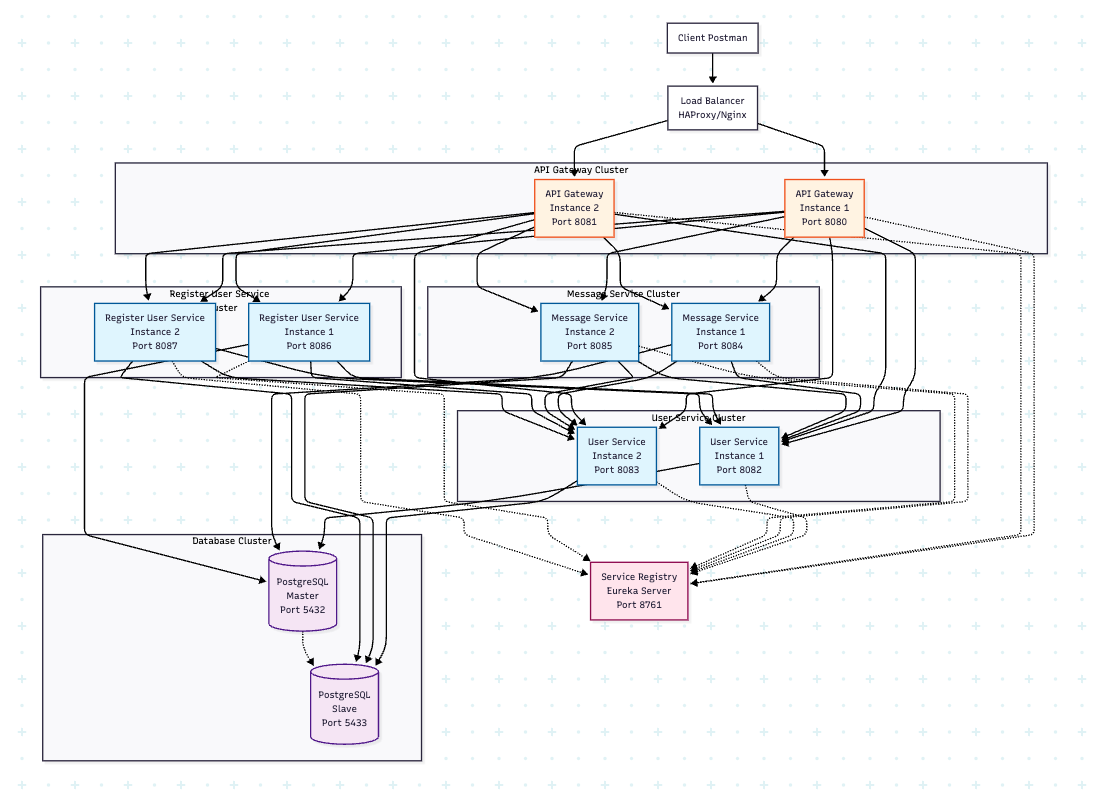 Client Postman
Load Balancer
HAProxy/Nginx
API Gateway Cluster
API Gateway
Instance 2
Port 8081
API Gateway
Instance 1
Port 8080
Register User Service
uster
Register User Service
Instance 2
Port 8087
Register User Service
Instance 1
Port 8086
Message Service Cluster
Message Service
Instance 2
Port 8085
Message Service
Instance 1
Port 8084
User Service Cluster
User Service
Instance 2
Port 8083
User Service
Instance 1
Port 8082
Database Cluster
PostgreSQL
Master
Port 5432
PostgreSQL
Slave
Port 5433
Service Registry
Eureka Server
Port 8761